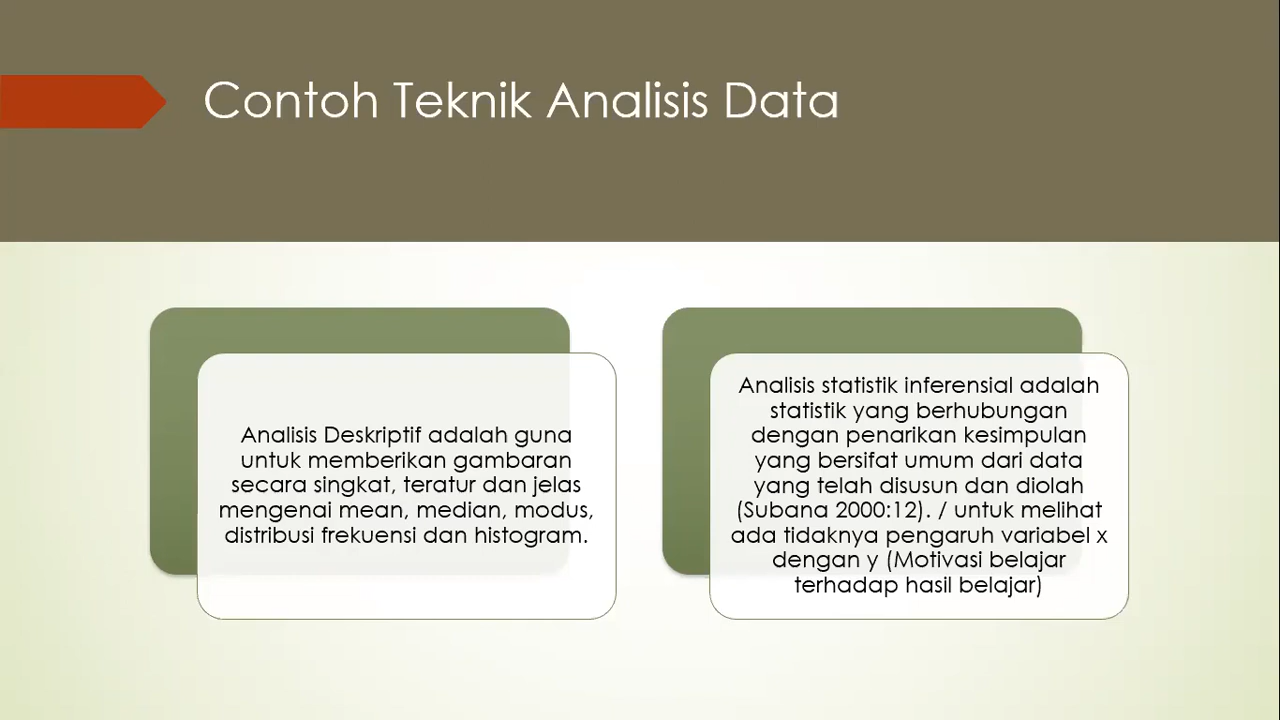 Contoh Teknik Analisis Data
Analisis Deskriptif adalah guna
untuk memberikan gambaran
secara singkat, teratur dan jelas
mengenai mean, median, modus,
distribusi frekuensi dan histogram.
Analisis statistik inferensial adalah
statistik yang berhubungan
dengan penarikan kesimpulan
yang bersifat umum dari data
yang telah disusun dan diolah
(Subana 2000:12). / untuk melihat
ada tidaknya pengaruh variabel x
dengan y (Motivasi belajar
terhadap hasil belajar)